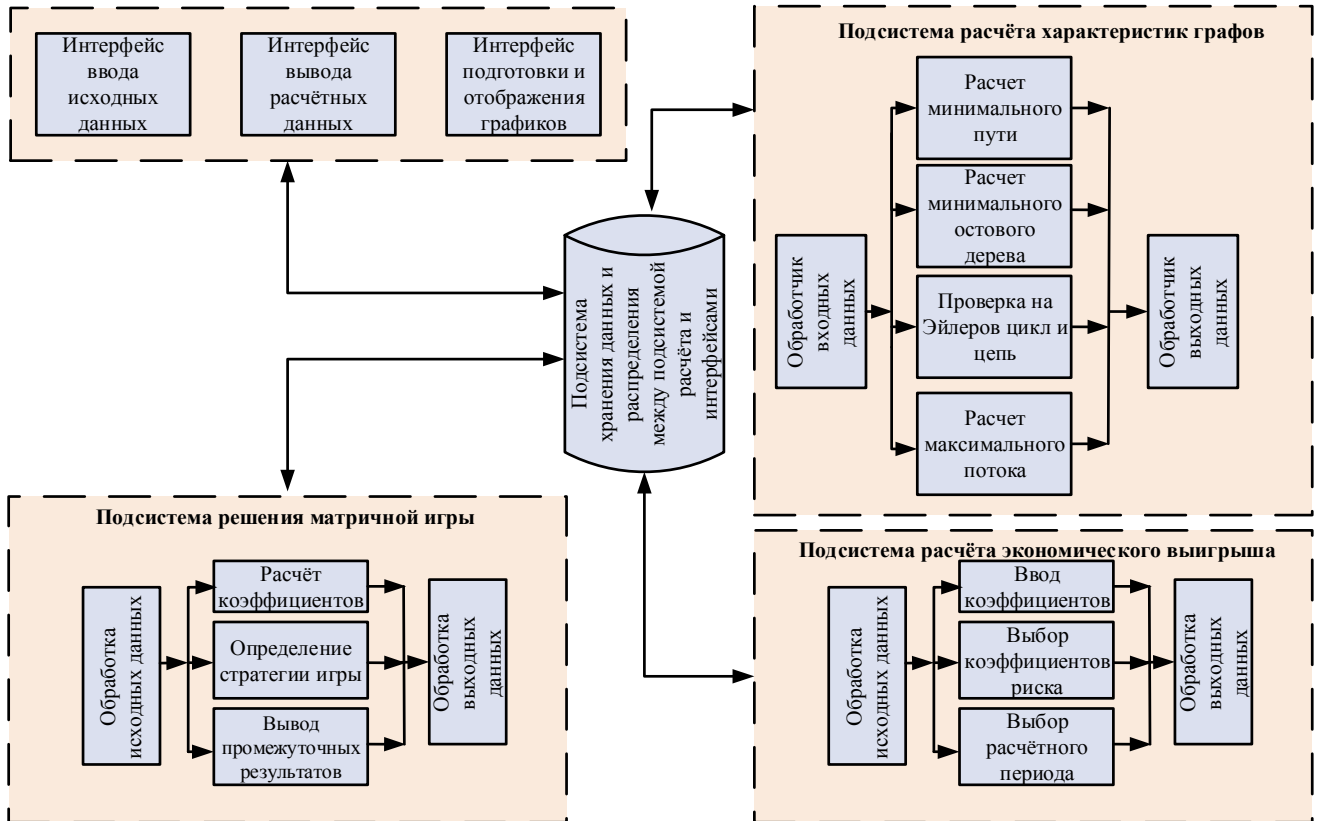 Интерфейс
ввода
исходных
данных
Интерфейс
вывода
расчётных
данных
Интерфейс
подготовки и
отображения
графиков
Подсистема расчёта характеристик графов
Обработчик
входных
данных
Расчет
минимального
пути
Расчет
минимального
остового
дерева
Проверка на
Эйлеров цикл и
цепь
Расчет
максимального
потока
Обработчик
выходных
данных
Подсистема
хранения данных и
распределения
между подсистемой
расчёта и
интерфейсами
Подсистема решения матричной игры
Обработка
исходных данных
Расчёт
коэффициентов
Определение
стратегии игры
Вывод
промежуточных
результатов
Обработка
выходных
данных
Подсистема расчёта экономического выигрыша
Обработка
исходных данных
Ввод
коэффициентов
Выбор
коэффициентов
риска
Выбор
расчётного
периода
Обработка
выходных
данных